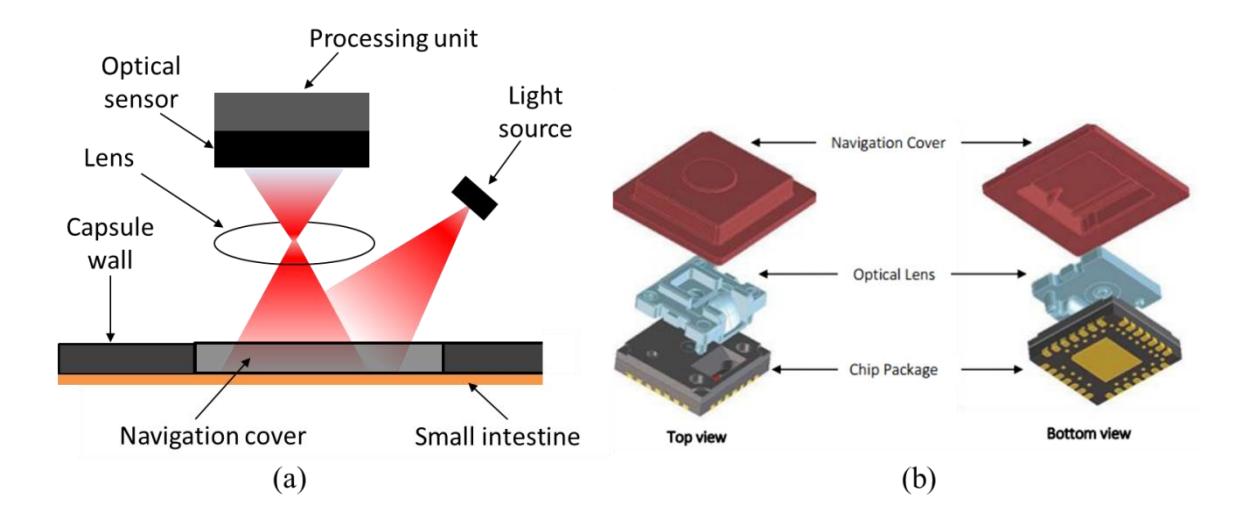 Processing unit
Optical
sensor
Light
source
Lens
Capsule
wall
Navigation cover
Small intestine
(a)
Navigation Cover
Optical Lens
Chip Package
Top view
Bottom view
(b)